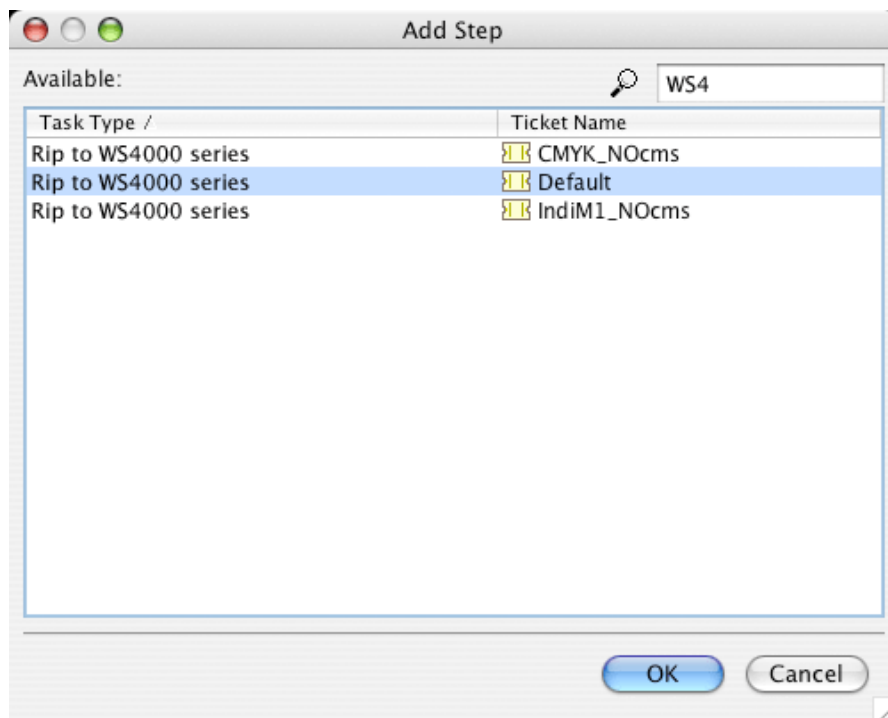 Add Step
Available: WS4
Task Type / Ticket Name
Rip to WS4000 series CMYK_NOcms
Rip to WS4000 series Default
Rip to WS4000 series IndiM1_NOcms
OK Cancel